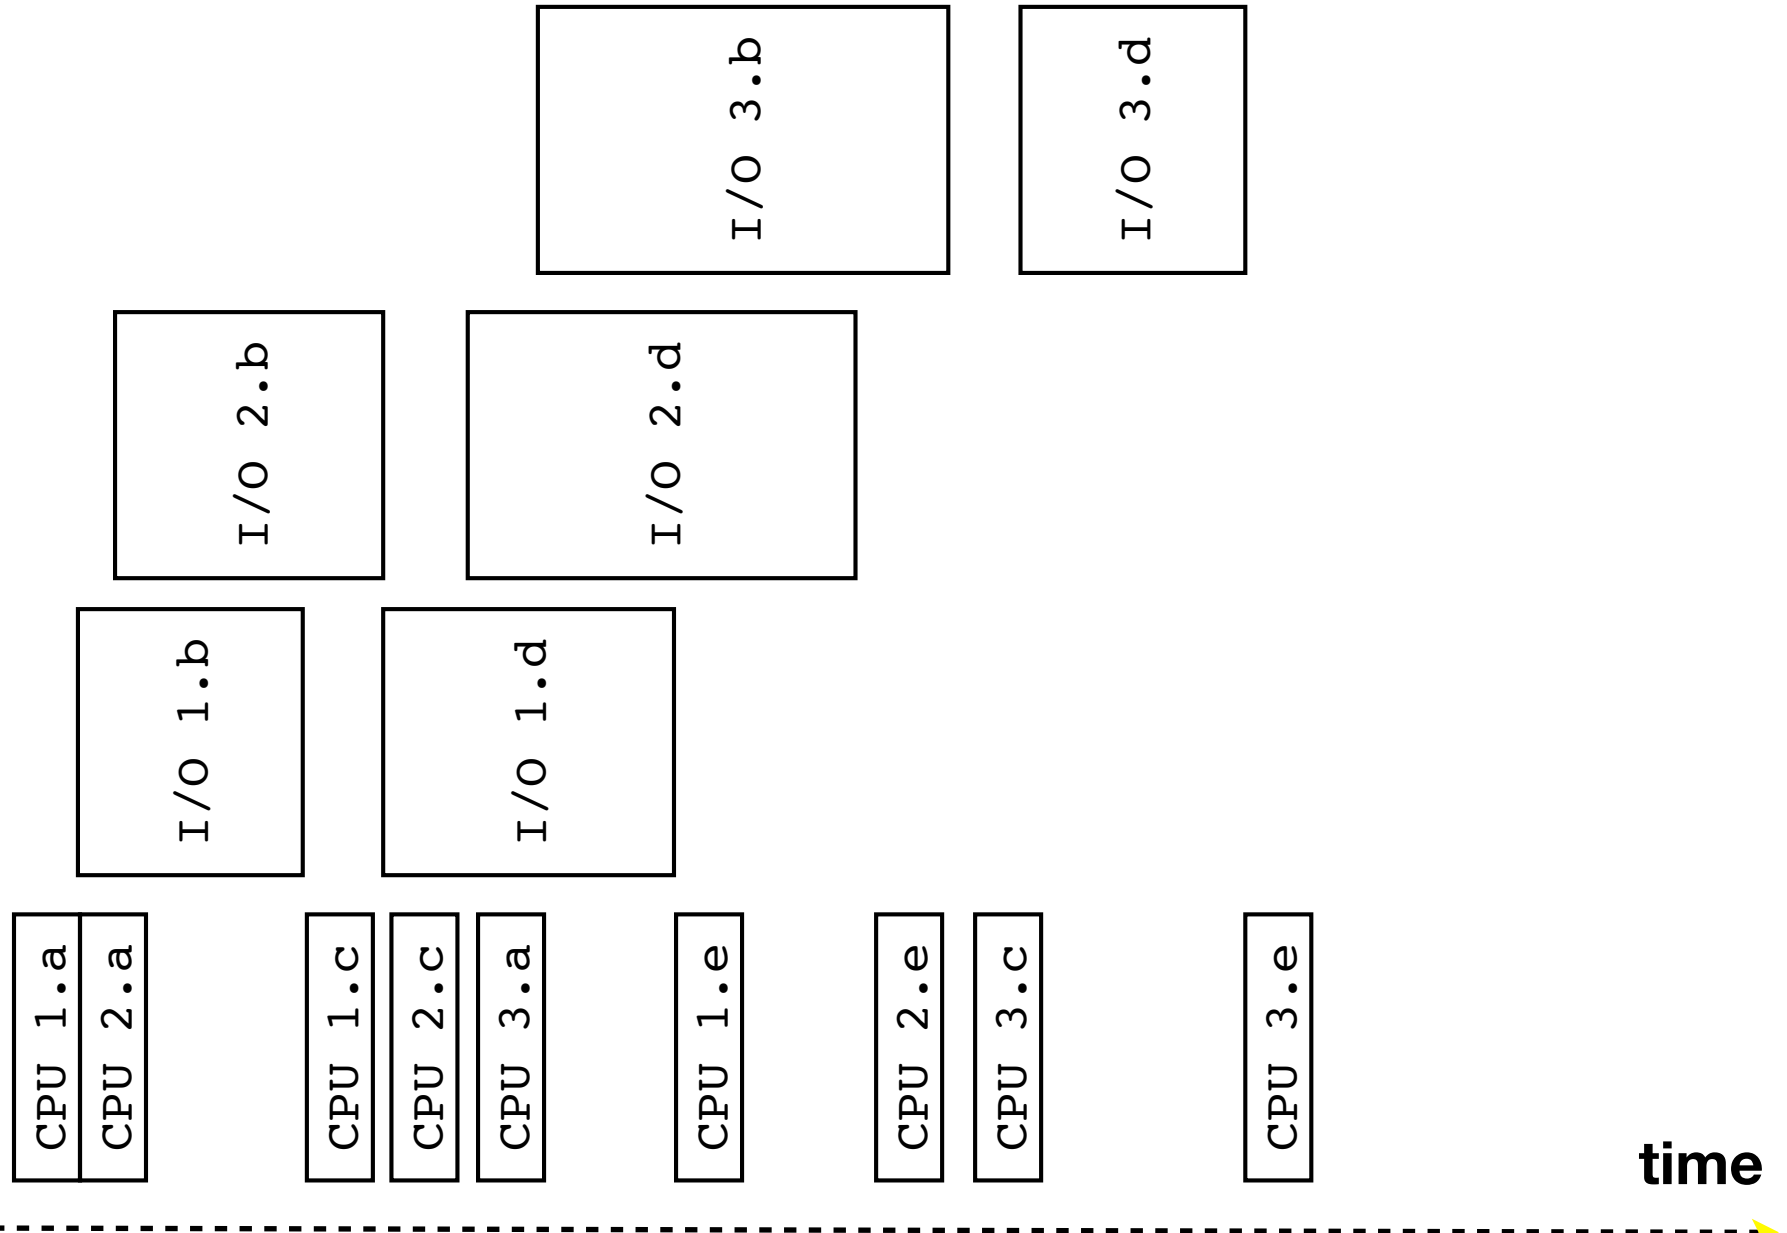 I/O 3.b
I/O 3.d
I/O 2.b
I/O 2.d
I/O 1.b
I/O 1.d
CPU 1.a
CPU 2.a
CPU 1.c
CPU 2.c
CPU 3.a
CPU 1.e
CPU 2.e
CPU 3.c
CPU 3.e
time